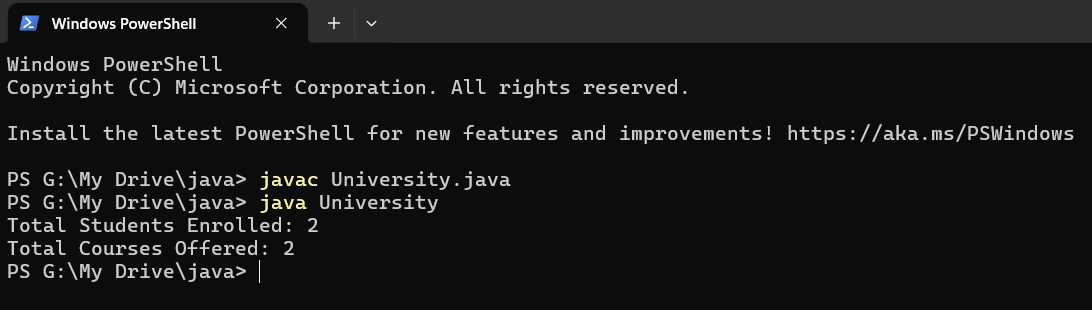 Windows PowerShell
Windows PowerShell
Copyright (C) Microsoft Corporation. All rights reserved.
Install the latest PowerShell for new features and improvements! https://aka.ms/PSWindows
PS G:\My Drive\java> javac University.java
PS G:\My Drive\java> java University
Total Students Enrolled: 2
Total Courses Offered: 2
PS G:\My Drive\java>